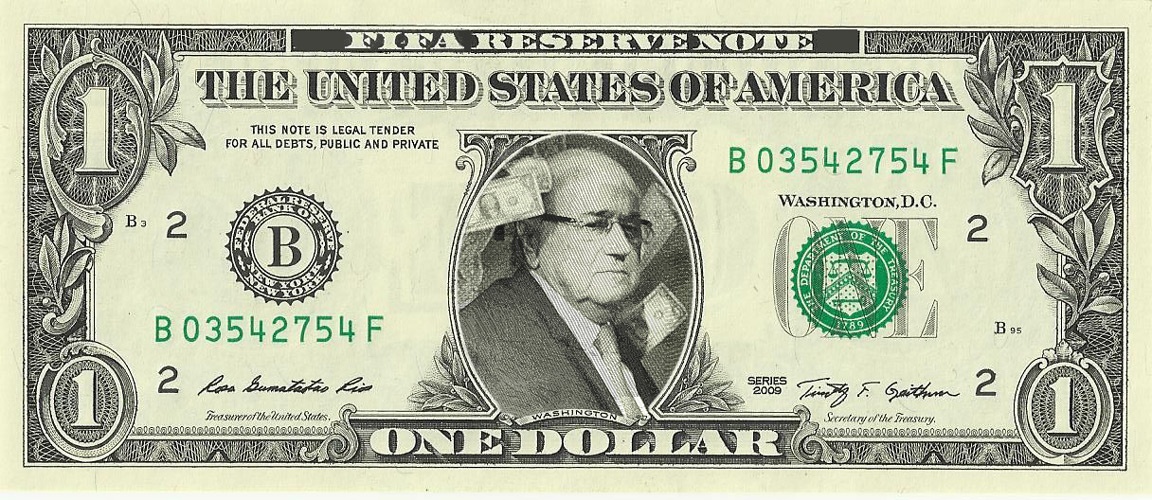 FIFA RESERVE NOTE
THE UNITED STATES OF AMERICA
1
1
THIS NOTE IS LEGAL TENDER
FOR ALL DEBTS, PUBLIC AND PRIVATE
B 03542754 F
WASHINGTON, D.C.
B3
2
FEDERAL RESERVE
BANK OF
B
NEW YORK
NEW YORK
ONE
THE DEPARTMENT OF THE TREASURY
1789
2
B 03542754 F
B 95
2
Rosa Gumataotao Rios
Treasurer of the United States.
SERIES
2009
Timothy F. Geithner
Secretary of the Treasury.
2
1
WASHINGTON
ONE DOLLAR
1